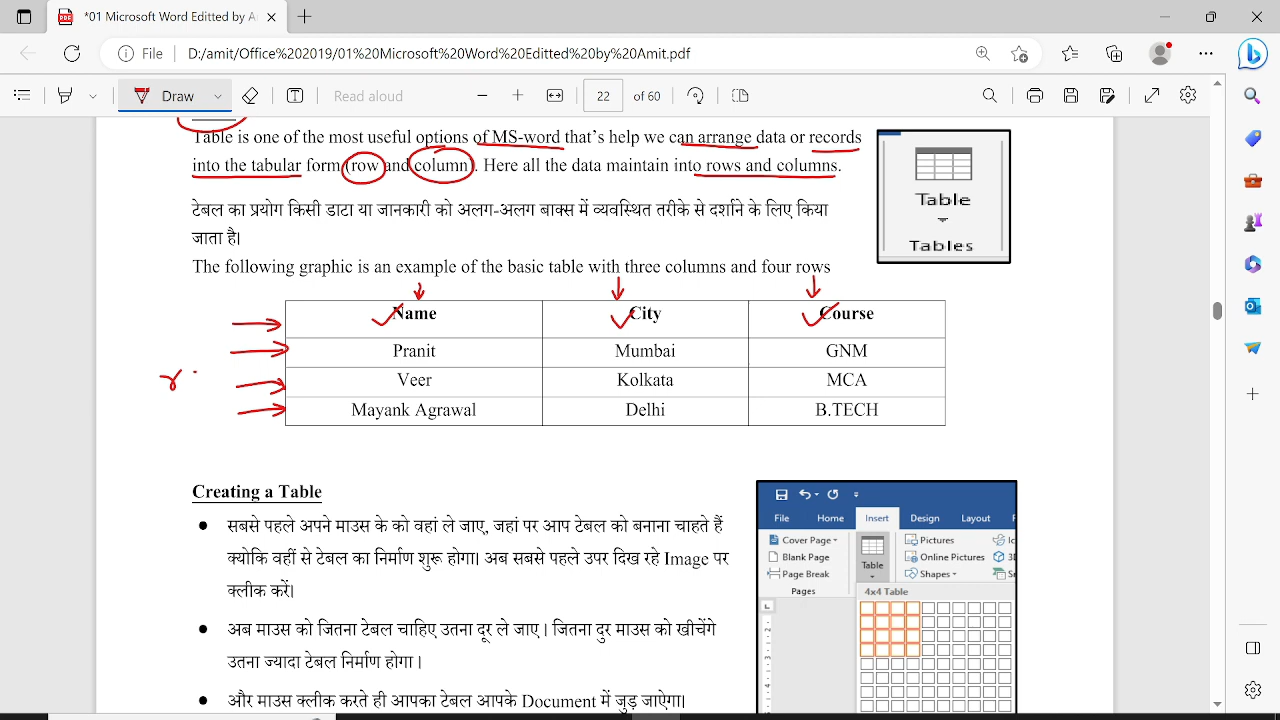 *01 Microsoft Word Editted by A
File D:/amit/Office%202019/01%20Microsoft%20Word%20Editted%20by%20Amit.pdf
Draw Read aloud 22 of 60
Table is one of the most useful options of MS-word that's help we can arrange data or records
into the tabular form (row and column). Here all the data maintain into rows and columns.
Table
Tables
टेबल का प्रयोग किसी डाटा या जानकारी को अलग-अलग बाक्स में व्यवस्थित तरीके से दर्शाने के लिए किया
जाता है।
The following graphic is an example of the basic table with three columns and four rows
Name City Course
Pranit Mumbai GNM
Veer Kolkata MCA
Mayank Agrawal Delhi B.TECH
Creating a Table
सबसे पहले अपने माउस के को वहां ले जाए, जहां पर आप टेबल को बनाना चाहते हैं
क्योकि वहीं से टेबल का निर्माण शुरू होगा। अब सबसे पहले उपर दिख रहे Image पर
क्लीक करें।
अब माउस को जितना टेबल चाहिए उतना दूर ले जाए। जितना दुर माउस को खीचेंगे
उतना ज्यादा टेबल निर्माण होगा।
और माउस क्लीक करते ही आपका टेबल आपके Document में जुड़ जाऐगा।
File Home Insert Design Layout
Cover Page Pictures
Blank Page Table Online Pictures 3D
Page Break Shapes
Pages
4x4 Table